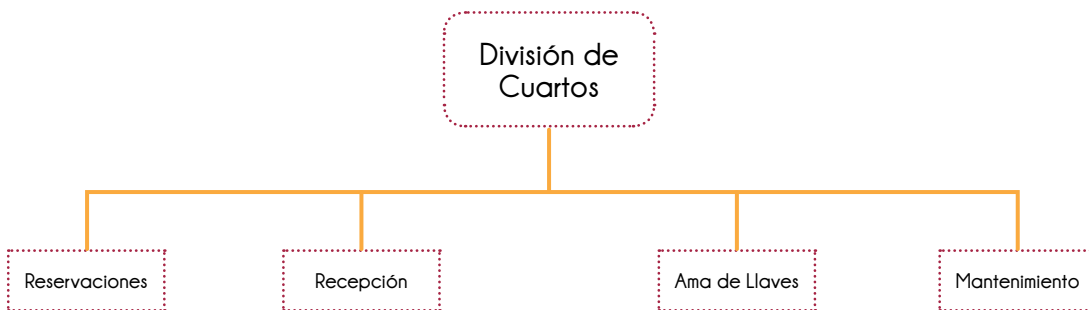 División de
Cuartos
Reservaciones
Recepción
Ama de Llaves
Mantenimiento